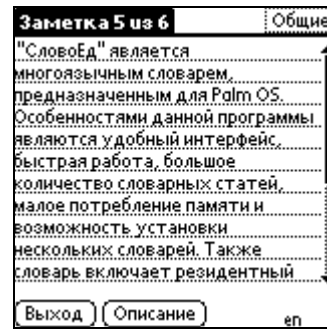 Заметка 5 из 6 Общие
"СловоЕд" является
многоязычным словарем,
предназначенным для Palm OS.
Особенностями данной программы
являются удобный интерфейс,
быстрая работа, большое
количество словарных статей,
малое потребление памяти и
возможность установки
нескольких словарей. Также
словарь включает резидентный
Выход Описание en